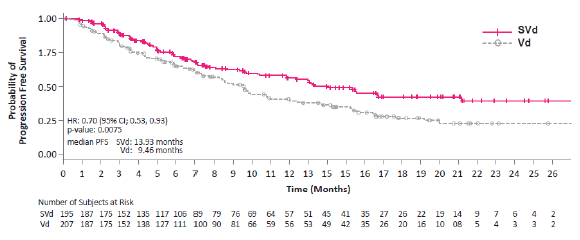 1.00
0.75
0.50
0.25
0.00
Probability of
Progression Free Survival
SVd
Vd
HR: 0.70 (95% CI; 0.53, 0.93)
p-value: 0.0075
median PFS SVd: 13.93 months
Vd: 9.46 months
0 1 2 3 4 5 6 7 8 9 10 11 12 13 14 15 16 17 18 19 20 21 22 23 24 25 26
Time (Months)
Number of Subjects at Risk
SVd 195 187 175 152 135 117 106 89 79 76 69 64 57 51 45 41 35 27 26 22 19 14 9 7 6 4 2
Vd 207 187 175 152 138 127 111 100 90 81 66 59 56 53 49 42 35 26 20 16 10 08 5 4 3 3 2